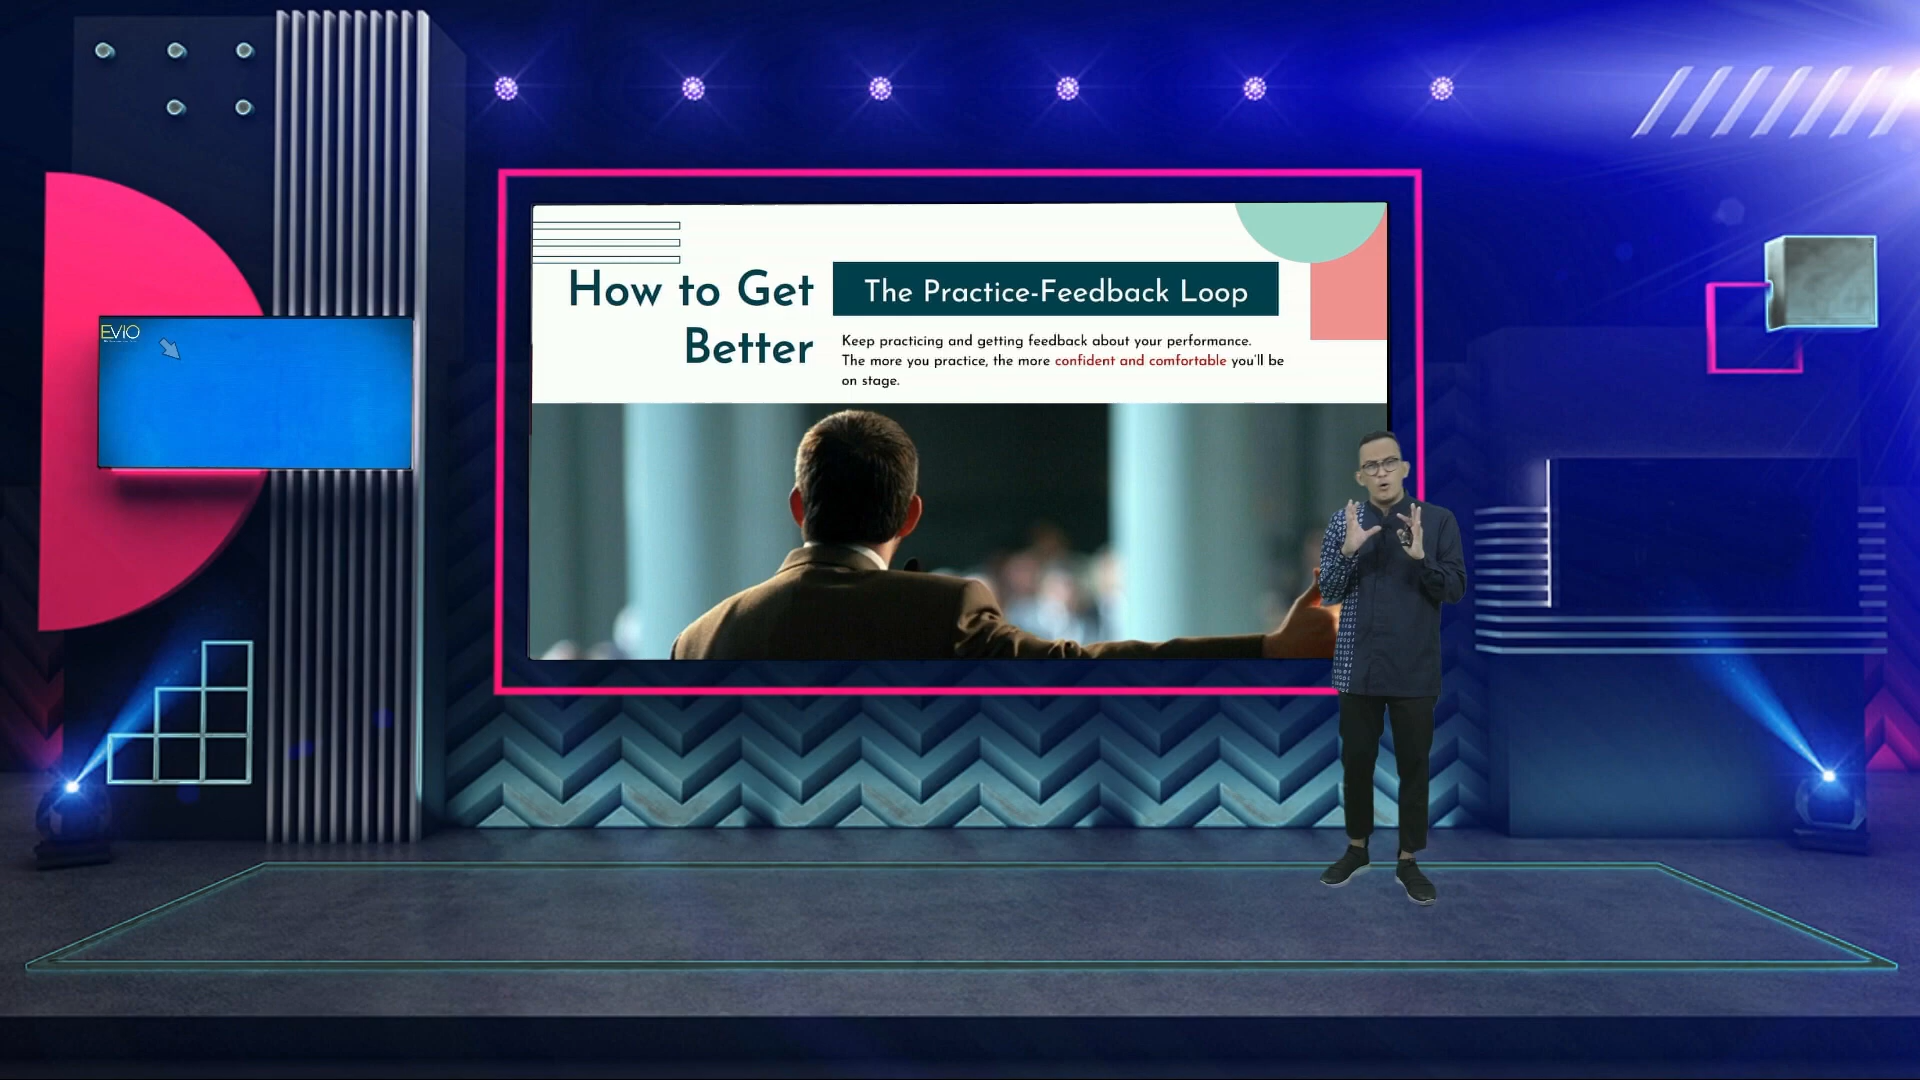 EVIO
How to Get
Better
The Practice-Feedback Loop
Keep practicing and getting feedback about your performance.
The more you practice, the more confident and comfortable you'll be
on stage.